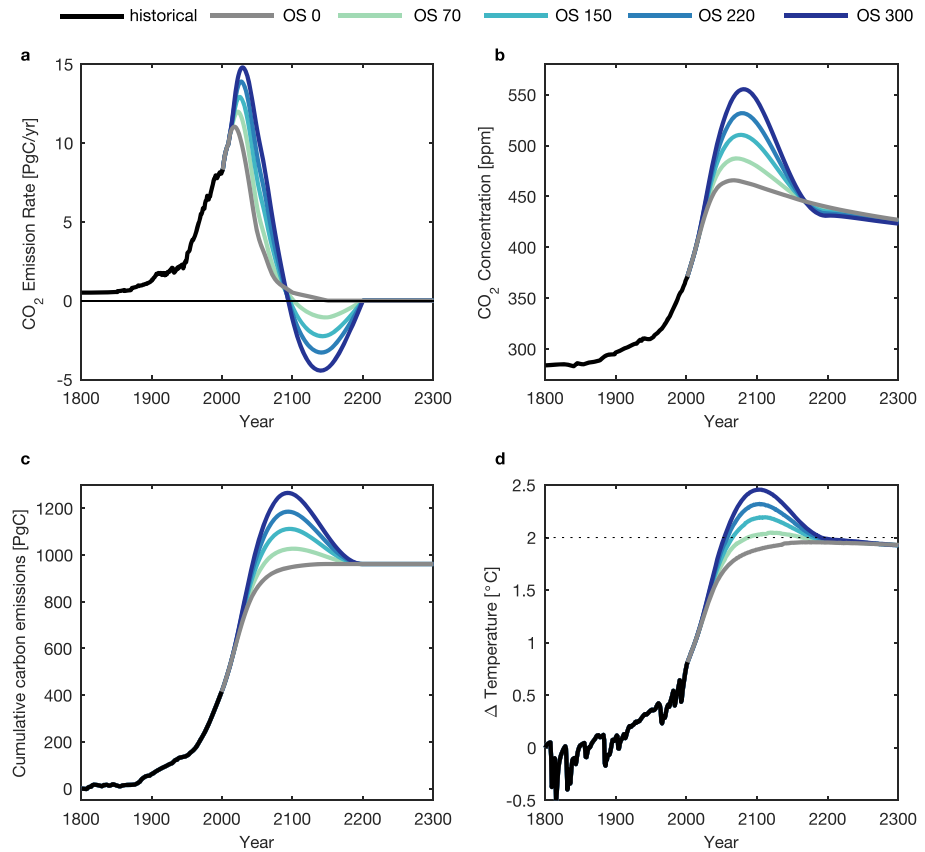 historical OS 0 OS 70 OS 150 OS 220 OS 300
a
15
10
5
0
-5
CO2 Emission Rate [PgC/yr]
1800 1900 2000 2100 2200 2300
Year
b
550
500
450
400
350
300
CO2 Concentration [ppm]
1800 1900 2000 2100 2200 2300
Year
c
1200
1000
800
600
400
200
0
Cumulative carbon emissions [PgC]
1800 1900 2000 2100 2200 2300
Year
d
2.5
2
1.5
1
0.5
0
-0.5
Δ Temperature [°C]
1800 1900 2000 2100 2200 2300
Year